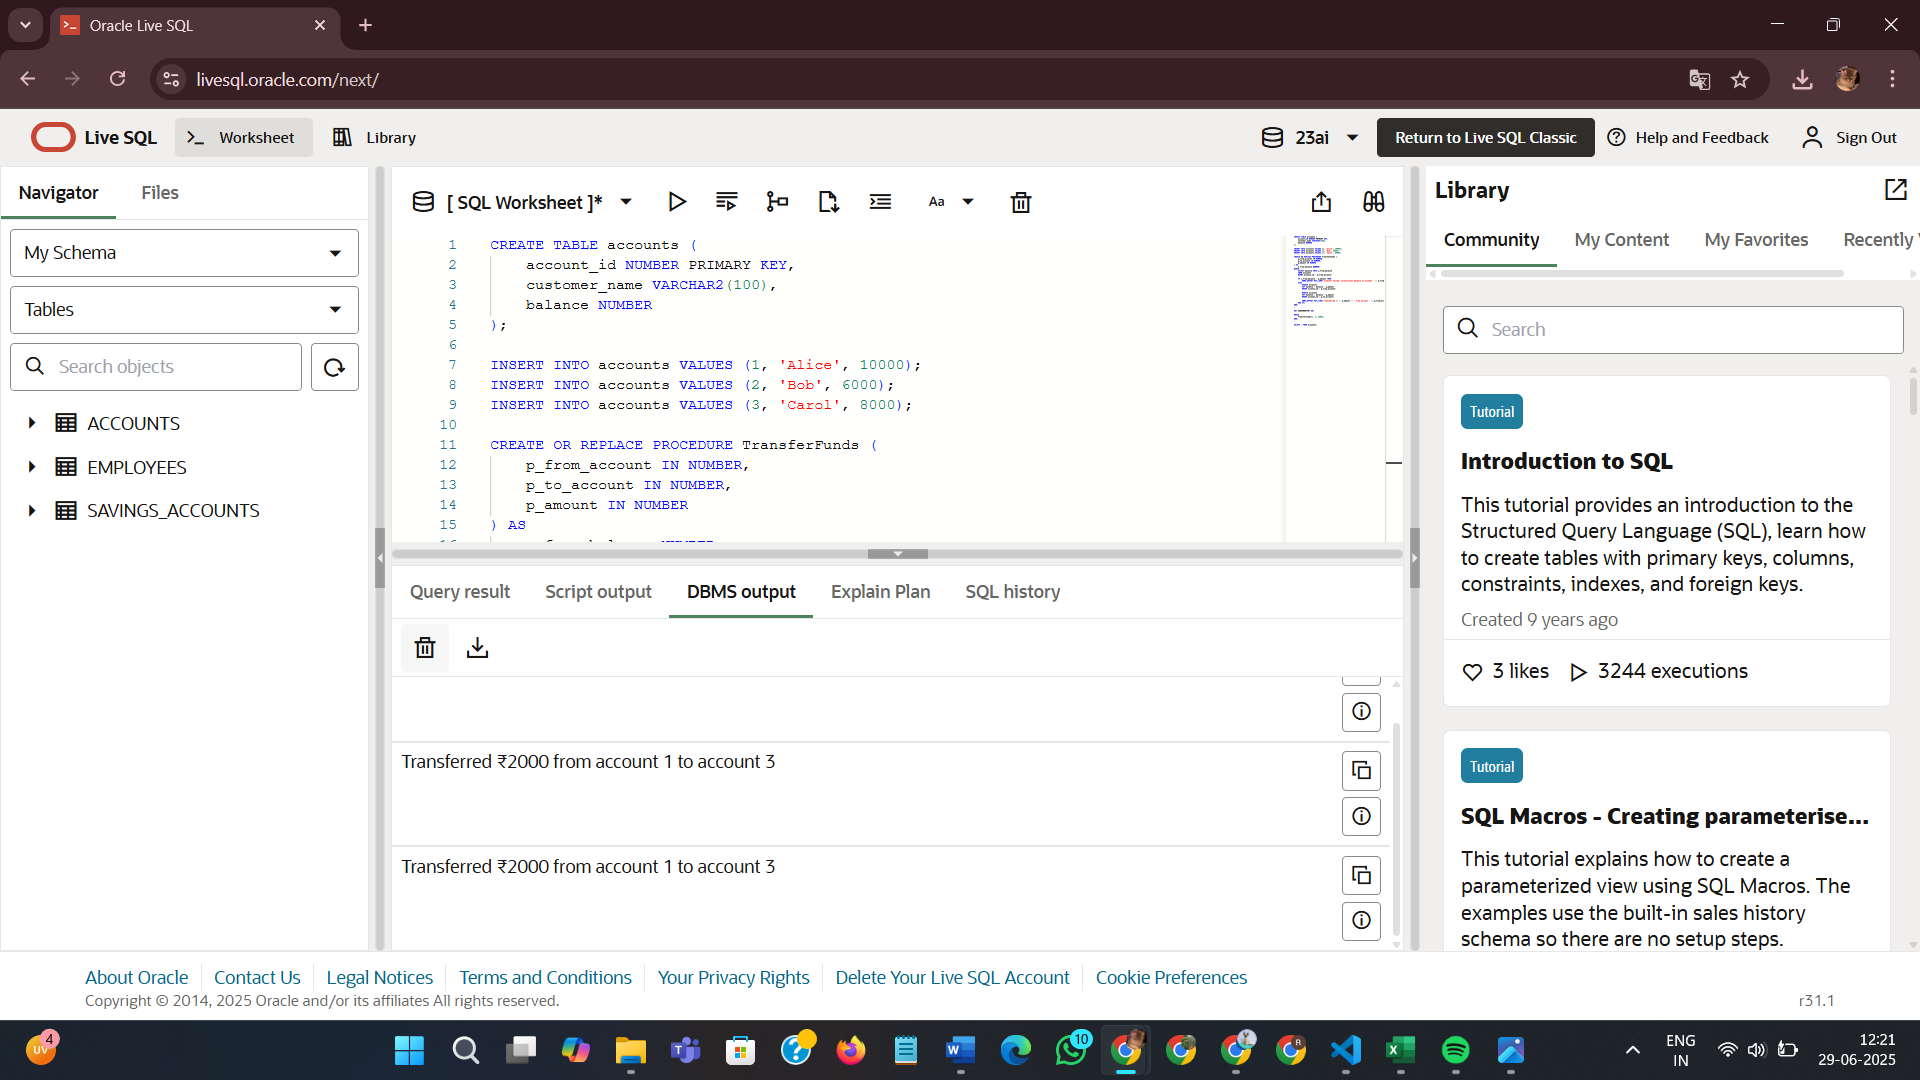 Oracle Live SQL
livesql.oracle.com/next/
Live SQL
Worksheet
Library
23ai
Return to Live SQL Classic
Help and Feedback
Sign Out
Navigator
Files
My Schema
Tables
Search objects
ACCOUNTS
EMPLOYEES
SAVINGS_ACCOUNTS
[ SQL Worksheet ]*
Aa
1 CREATE TABLE accounts (
2 account_id NUMBER PRIMARY KEY,
3 customer_name VARCHAR2(100),
4 balance NUMBER
5 );
6
7 INSERT INTO accounts VALUES (1, 'Alice', 10000);
8 INSERT INTO accounts VALUES (2, 'Bob', 6000);
9 INSERT INTO accounts VALUES (3, 'Carol', 8000);
10
11 CREATE OR REPLACE PROCEDURE TransferFunds (
12 p_from_account IN NUMBER,
13 p_to_account IN NUMBER,
14 p_amount IN NUMBER
15 ) AS
Query result
Script output
DBMS output
Explain Plan
SQL history
Transferred ₹2000 from account 1 to account 3
Transferred ₹2000 from account 1 to account 3
Library
Community
My Content
My Favorites
Recently
Search
Tutorial
Introduction to SQL
This tutorial provides an introduction to the
Structured Query Language (SQL), learn how
to create tables with primary keys, columns,
constraints, indexes, and foreign keys.
Created 9 years ago
3 likes
3244 executions
Tutorial
SQL Macros - Creating parameterise...
This tutorial explains how to create a
parameterized view using SQL Macros. The
examples use the built-in sales history
schema so there are no setup steps.
About Oracle
Contact Us
Legal Notices
Terms and Conditions
Your Privacy Rights
Delete Your Live SQL Account
Cookie Preferences
Copyright © 2014, 2025 Oracle and/or its affiliates All rights reserved.
r31.1
UV
4
10
ENG
IN
12:21
29-06-2025